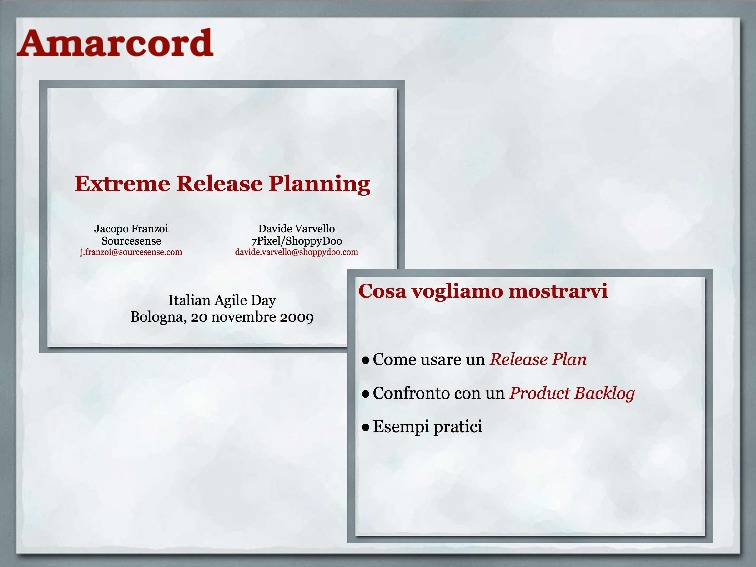 Amarcord
Extreme Release Planning
Jacopo Franzoi
Sourcesense
j.franzoi@sourcesense.com
Davide Varvello
7Pixel/ShoppyDoo
davide.varvello@shoppydoo.com
Italian Agile Day
Bologna, 20 novembre 2009
Cosa vogliamo mostrarvi
●Come usare un Release Plan
●Confronto con un Product Backlog
●Esempi pratici